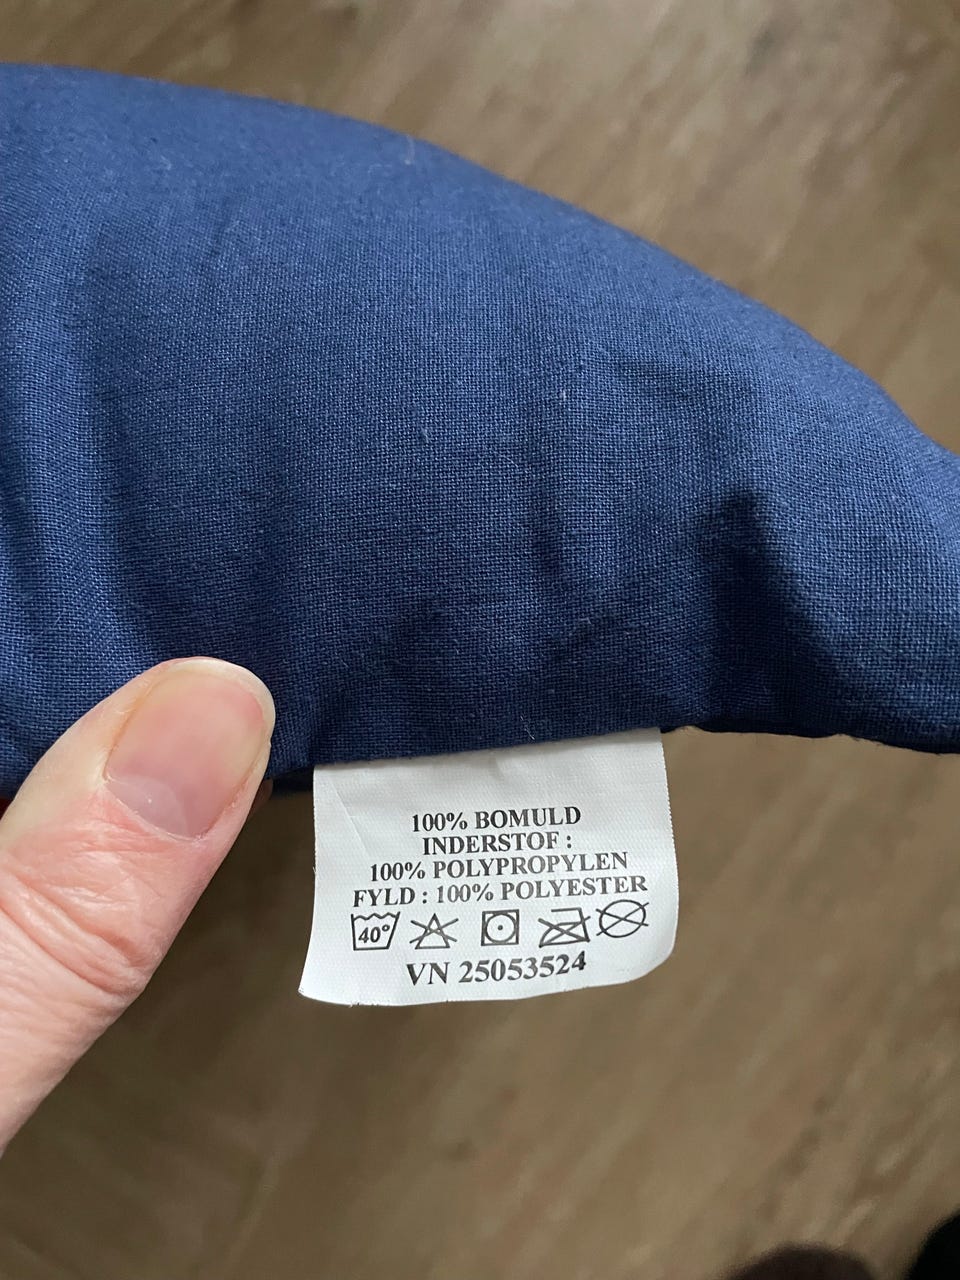 100% BOMULD
INDERSTOF :
100% POLYPROPYLEN
FYLD : 100% POLYESTER
40°
VN 25053524